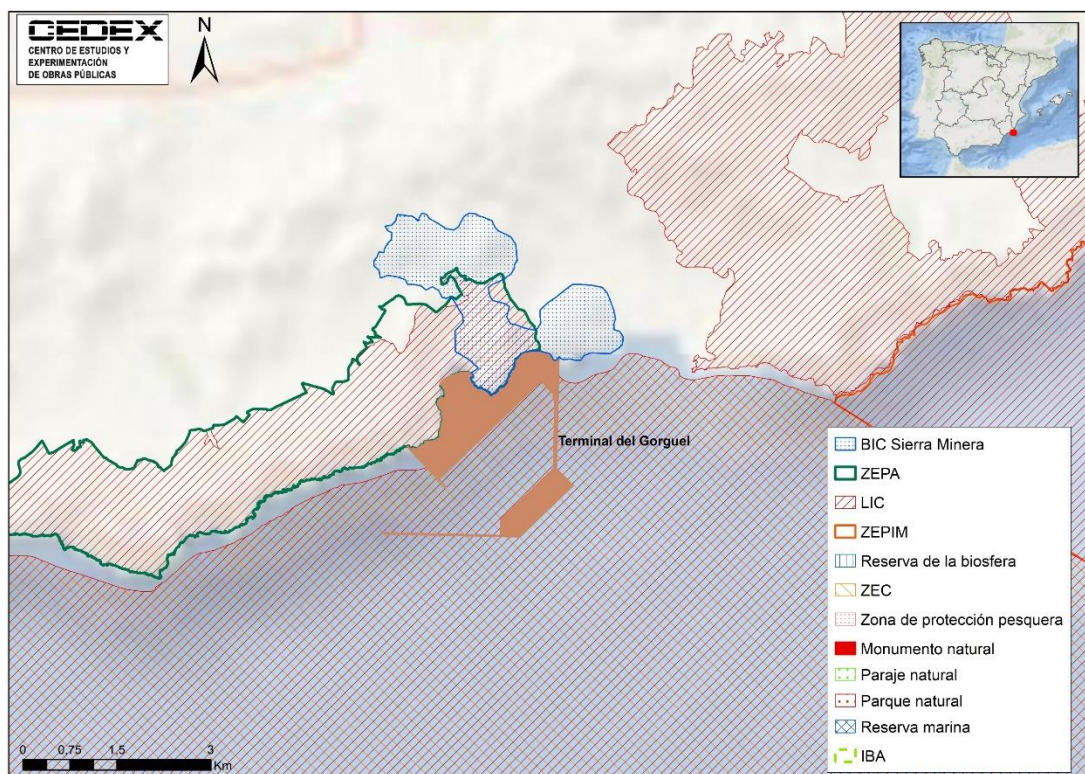 CEDEX
CENTRO DE ESTUDIOS Y
EXPERIMENTACIÓN
DE OBRAS PÚBLICAS
N
Terminal del Gorguel
BIC Sierra Minera
ZEPA
LIC
ZEPIM
Reserva de la biosfera
ZEC
Zona de protección pesquera
Monumento natural
Paraje natural
Parque natural
Reserva marina
IBA
0 0,75 1,5 3
Km